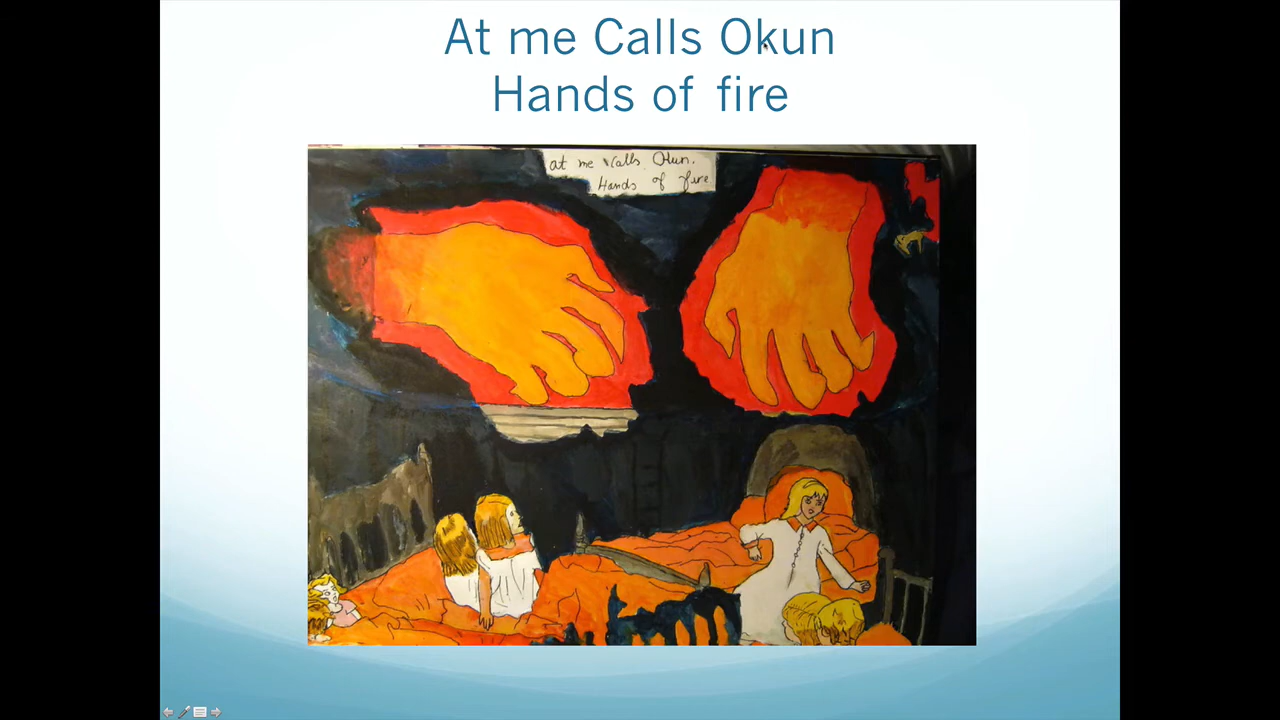 At me Calls Okun
Hands of fire
at me Calls Okun.
Hands of fire